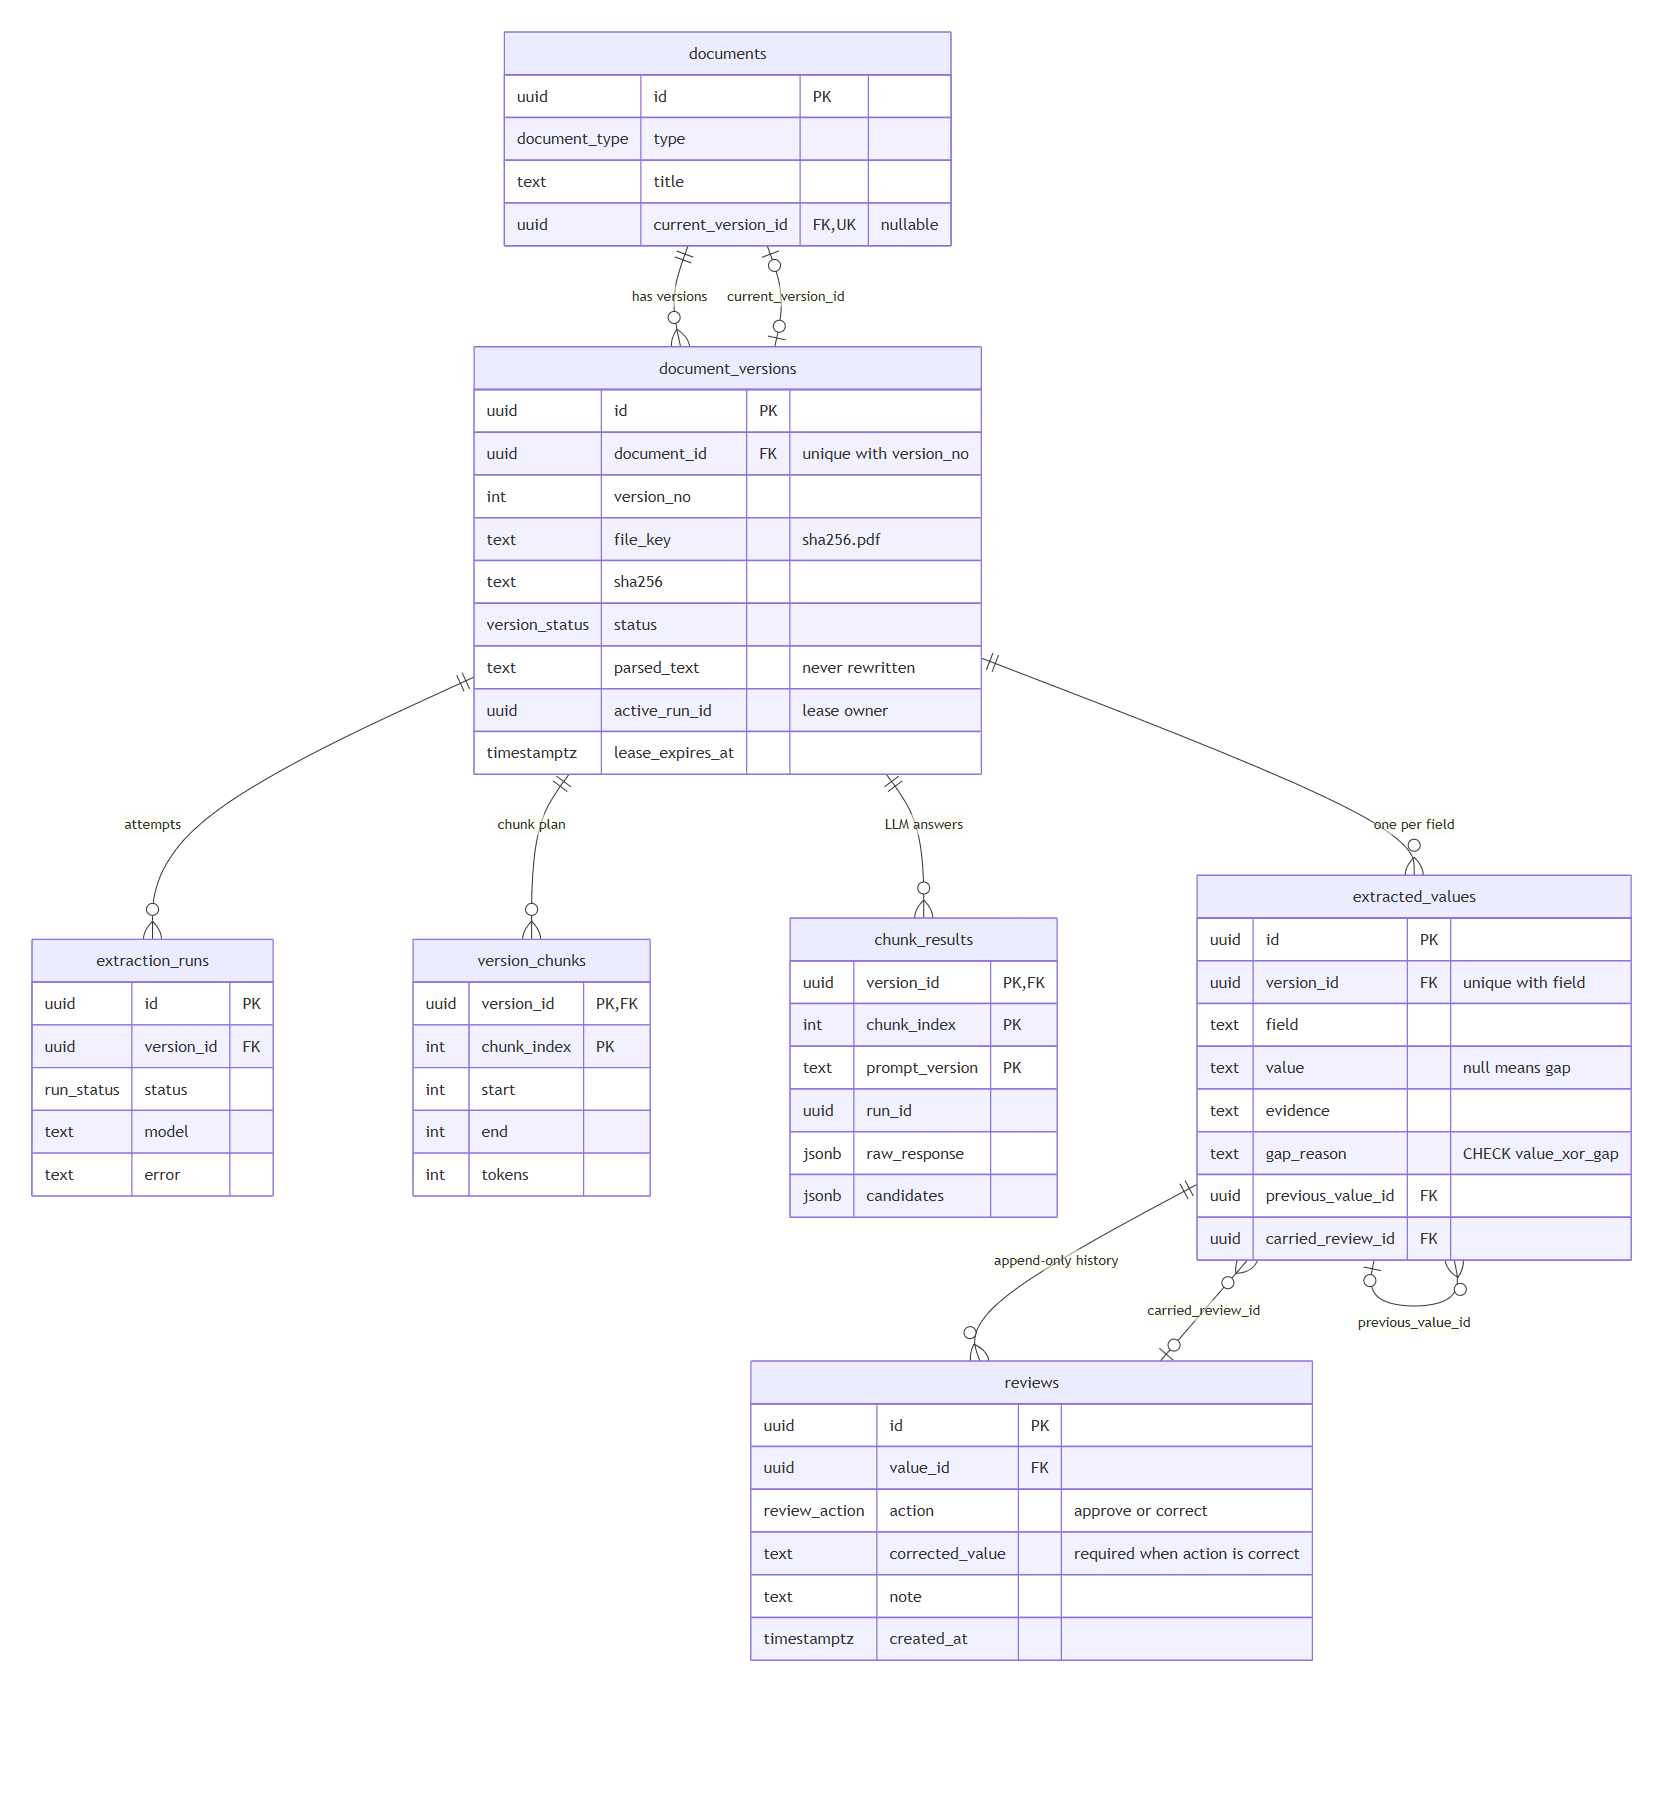 documents
uuid id PK
document_type type
text title
uuid current_version_id FK,UK nullable
has versions
current_version_id
document_versions
uuid id PK
uuid document_id FK unique with version_no
int version_no
text file_key sha256.pdf
text sha256
version_status status
text parsed_text never rewritten
uuid active_run_id lease owner
timestamptz lease_expires_at
attempts
chunk plan
LLM answers
one per field
extraction_runs
uuid id PK
uuid version_id FK
run_status status
text model
text error
version_chunks
uuid version_id PK,FK
int chunk_index PK
int start
int end
int tokens
chunk_results
uuid version_id PK,FK
int chunk_index PK
text prompt_version PK
uuid run_id
jsonb raw_response
jsonb candidates
extracted_values
uuid id PK
uuid version_id FK unique with field
text field
text value null means gap
text evidence
text gap_reason CHECK value_xor_gap
uuid previous_value_id FK
uuid carried_review_id FK
append-only history
carried_review_id
previous_value_id
reviews
uuid id PK
uuid value_id FK
review_action action approve or correct
text corrected_value required when action is correct
text note
timestamptz created_at